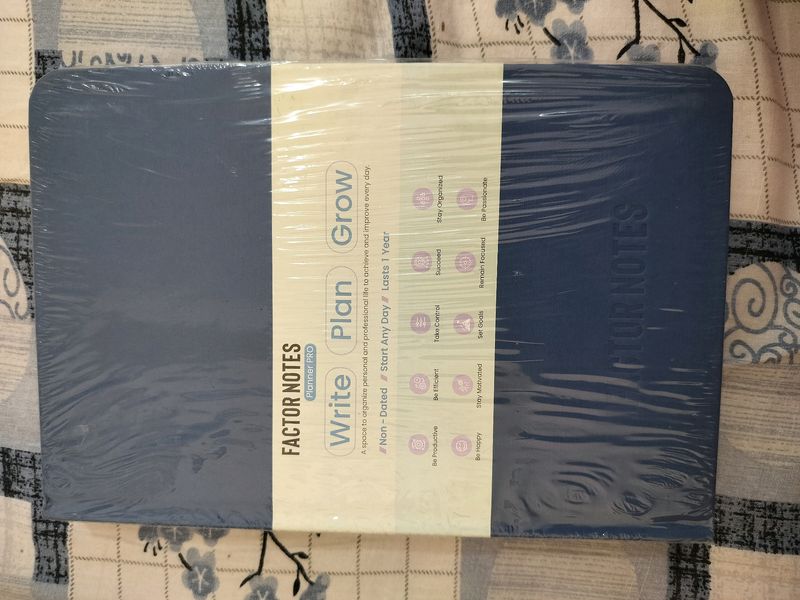 FACTOR NOTES
Planner PRO
Write Plan Grow
A space to organize personal and professional life to achieve and improve every day.
Non - Dated // Start Any Day // Lasts 1 Year
Be Productive Be Efficient Take Control Succeed Stay Organized
Be Happy Stay Motivated Set Goals Remain Focused Be Passionate
NOTES